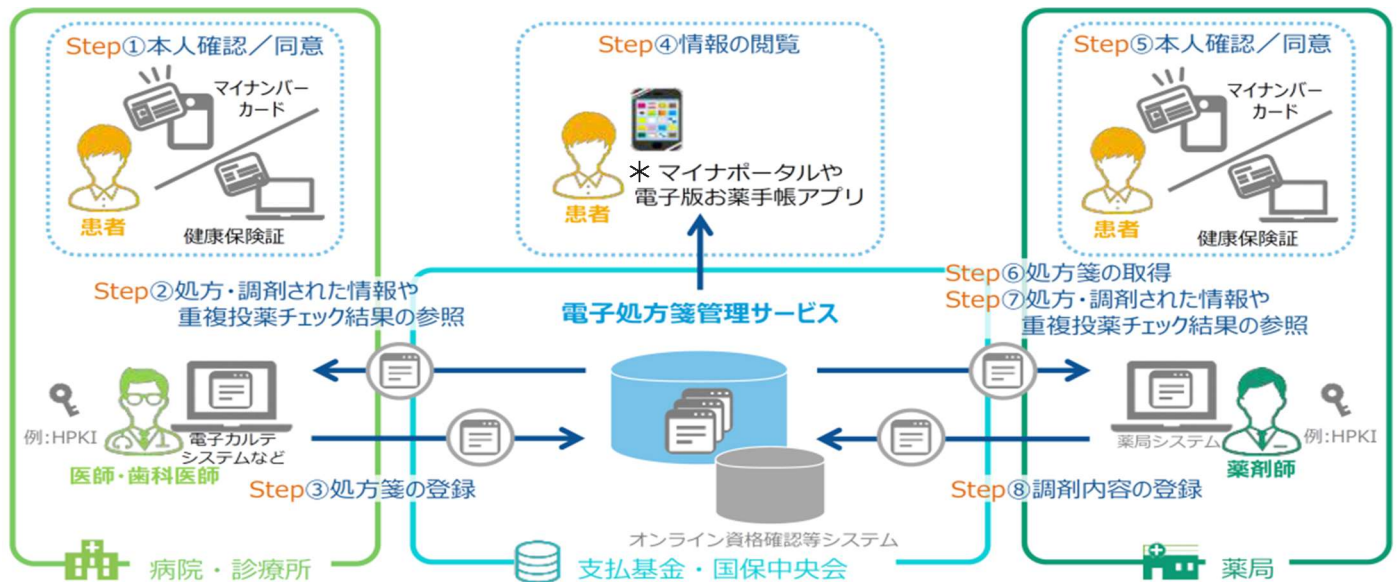 Step①本人確認／同意
マイナンバー
カード
患者
健康保険証
Step②処方・調剤された情報や
重複投薬チェック結果の参照
例:HPKI
電子カルテ
システムなど
医師・歯科医師
Step③処方箋の登録
病院・診療所
Step④情報の閲覧
＊マイナポータルや
電子版お薬手帳アプリ
患者
電子処方箋管理サービス
オンライン資格確認等システム
支払基金・国保中央会
Step⑤本人確認／同意
マイナンバー
カード
患者
健康保険証
Step⑥処方箋の取得
Step⑦処方・調剤された情報や
重複投薬チェック結果の参照
薬局システム
例:HPKI
薬剤師
Step⑧調剤内容の登録
薬局